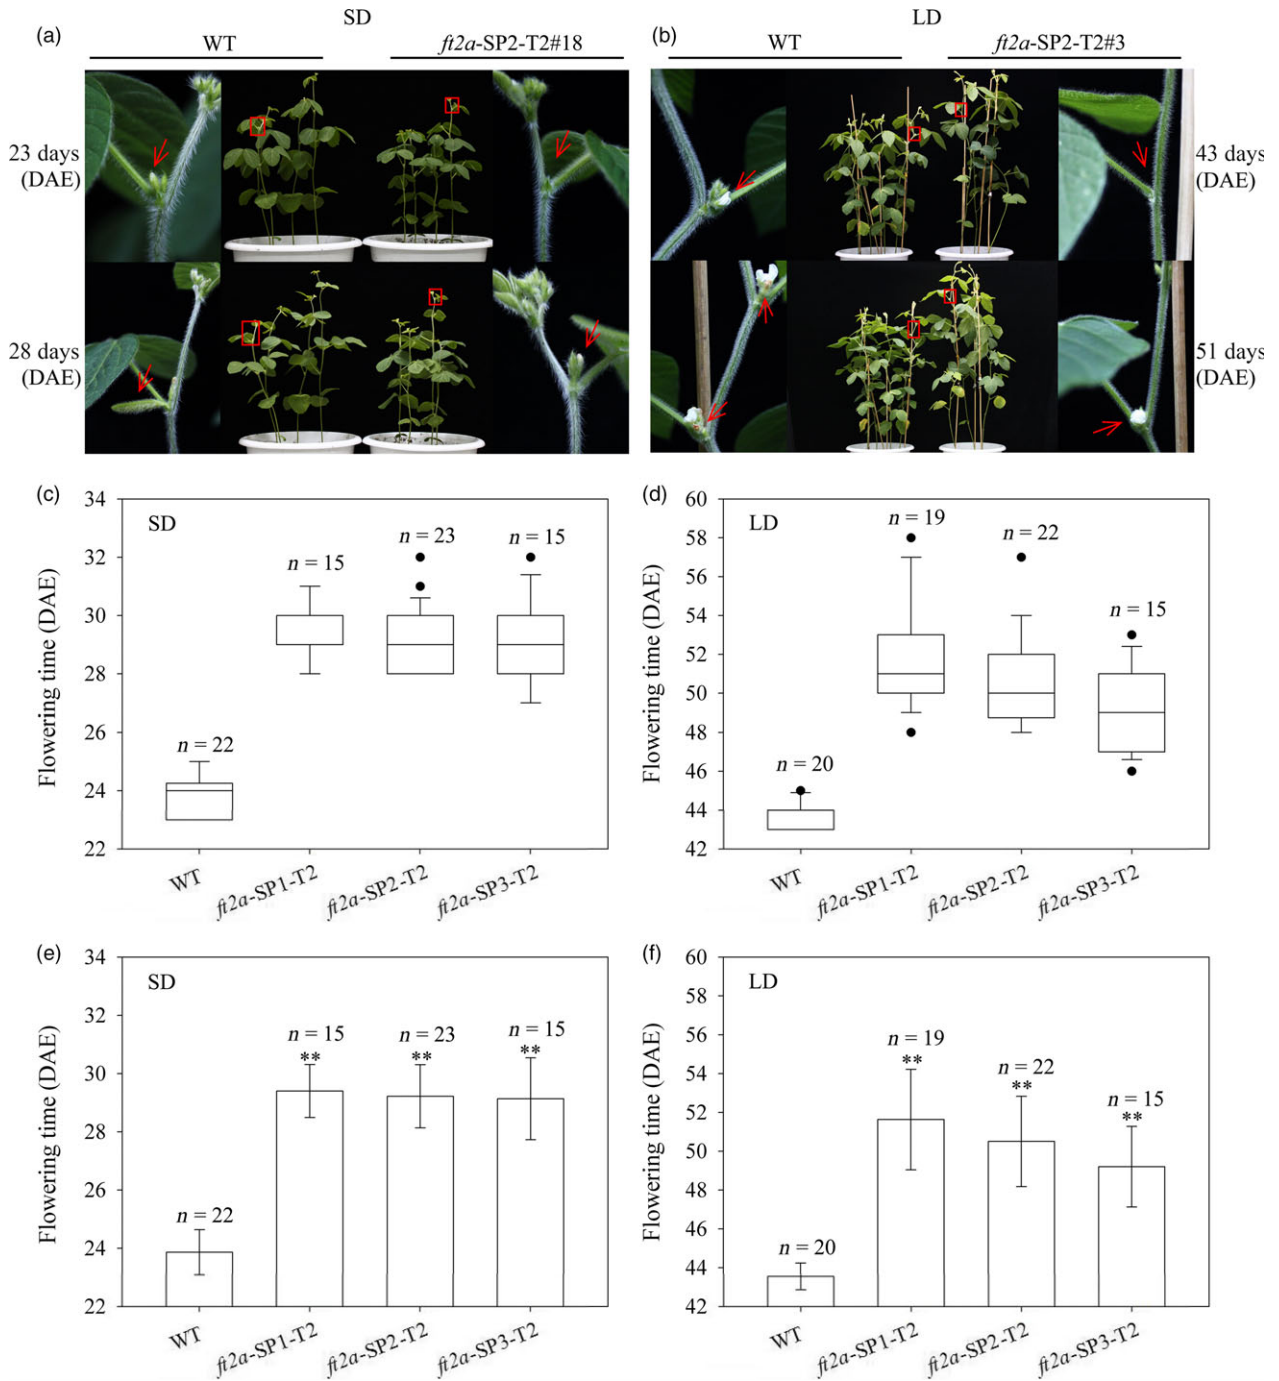 SD
LD
(a)
WT
ft2a-SP2-T2#18
(b)
WT
ft2a-SP2-T2#3
23 days
(DAE)
43 days
(DAE)
28 days
(DAE)
51 days
(DAE)
(c)
34
32
30
28
26
24
22
Flowering time (DAE)
SD
n = 22
n = 15
n = 23
n = 15
WT
ft2a-SP1-T2
ft2a-SP2-T2
ft2a-SP3-T2
(d)
60
58
56
54
52
50
48
46
44
42
Flowering time (DAE)
LD
n = 20
n = 19
n = 22
n = 15
WT
ft2a-SP1-T2
ft2a-SP2-T2
ft2a-SP3-T2
(e)
34
32
30
28
26
24
22
Flowering time (DAE)
SD
n = 22
n = 15
**
n = 23
**
n = 15
**
WT
ft2a-SP1-T2
ft2a-SP2-T2
ft2a-SP3-T2
(f)
60
58
56
54
52
50
48
46
44
42
Flowering time (DAE)
LD
n = 20
n = 19
**
n = 22
**
n = 15
**
WT
ft2a-SP1-T2
ft2a-SP2-T2
ft2a-SP3-T2